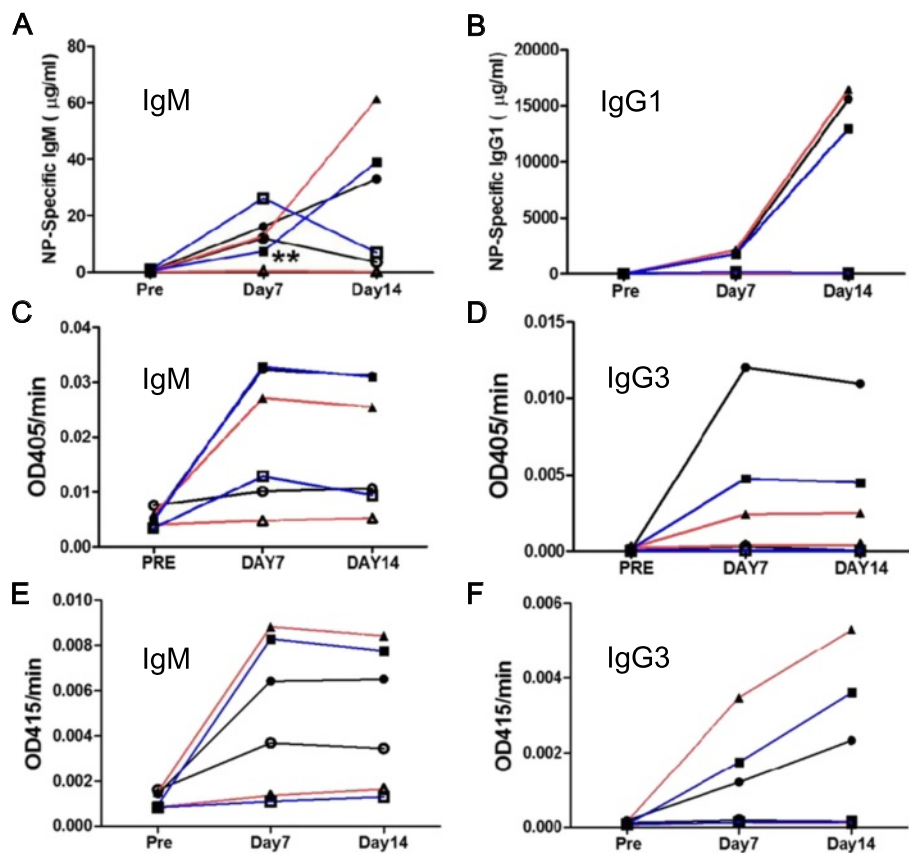 A
NP-Specific IgM ( µg/ml)
80
60
40
20
0
IgM
**
Pre
Day7
Day14
B
NP-Specific IgG1 ( µg/ml)
20000
15000
10000
5000
0
IgG1
Pre
Day7
Day14
C
OD405/min
0.04
0.03
0.02
0.01
0.00
IgM
PRE
DAY7
DAY14
D
OD405/min
0.015
0.010
0.005
0.000
IgG3
PRE
DAY7
DAY14
E
OD415/min
0.010
0.008
0.006
0.004
0.002
0.000
IgM
Pre
Day7
Day14
F
OD415/min
0.006
0.004
0.002
0.000
IgG3
Pre
Day7
Day14